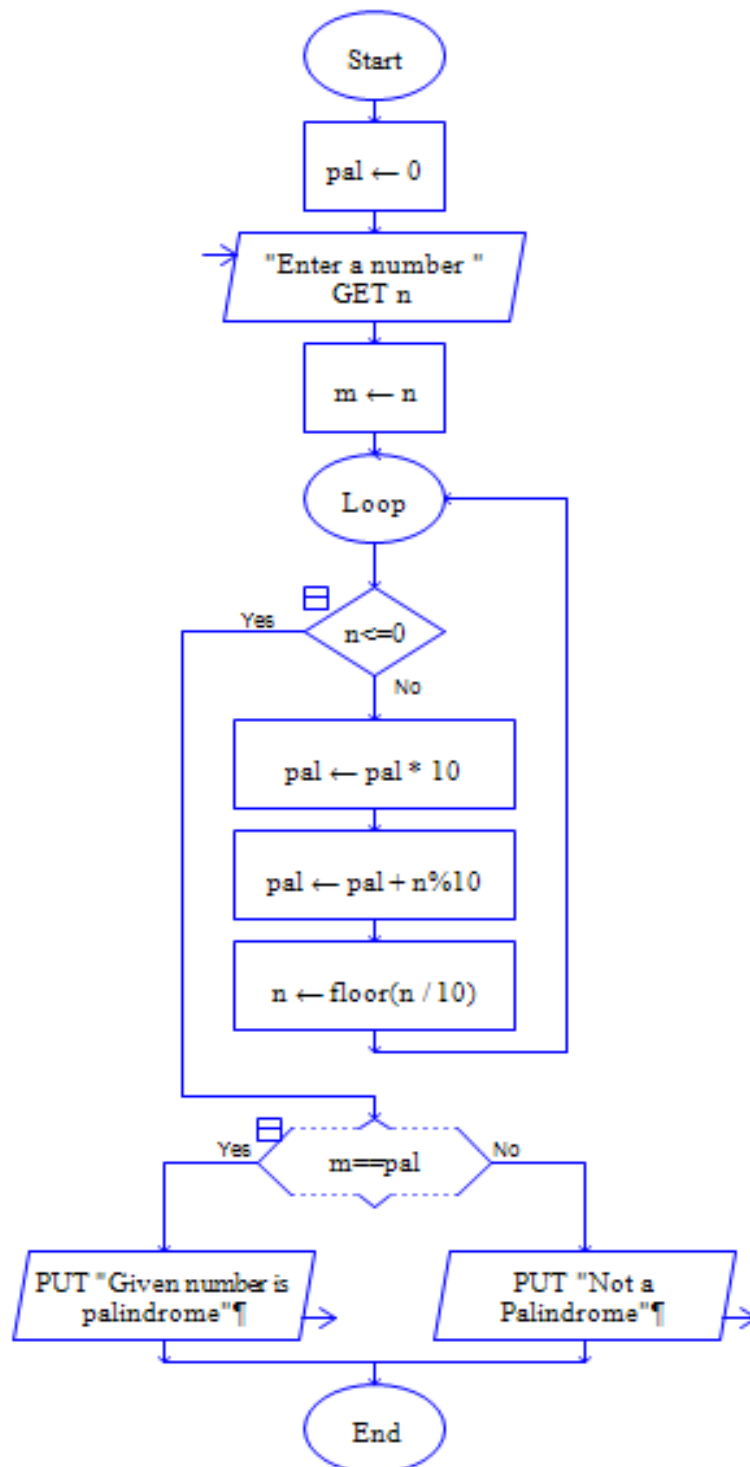 Start
pal ← 0
"Enter a number "
GET n
m ← n
Loop
Yes
n<=0
No
pal ← pal * 10
pal ← pal + n%10
n ← floor(n / 10)
Yes
m==pal
No
PUT "Given number is
palindrome"¶
PUT "Not a
Palindrome"¶
End